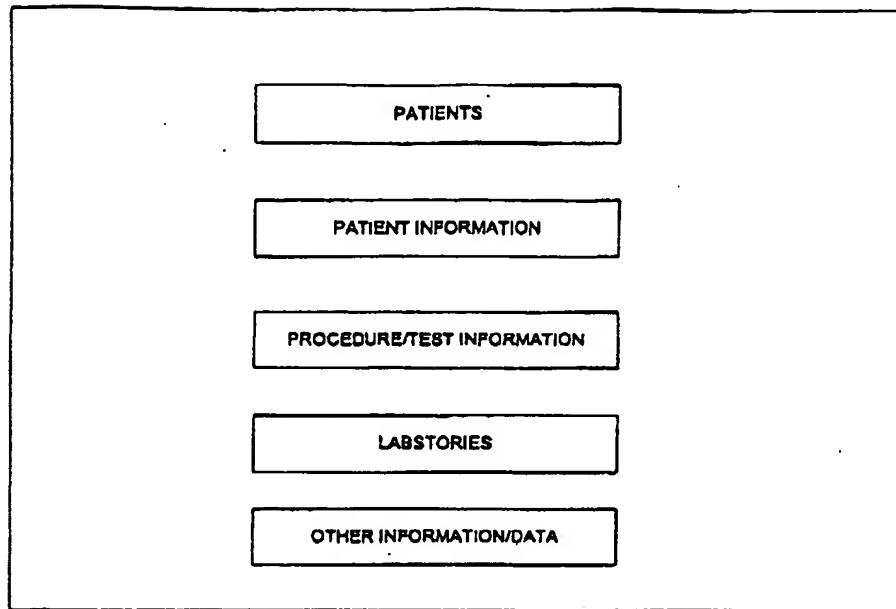 PATIENTS
PATIENT INFORMATION
PROCEDURE/TEST INFORMATION
LABSTORIES
OTHER INFORMATION/DATA